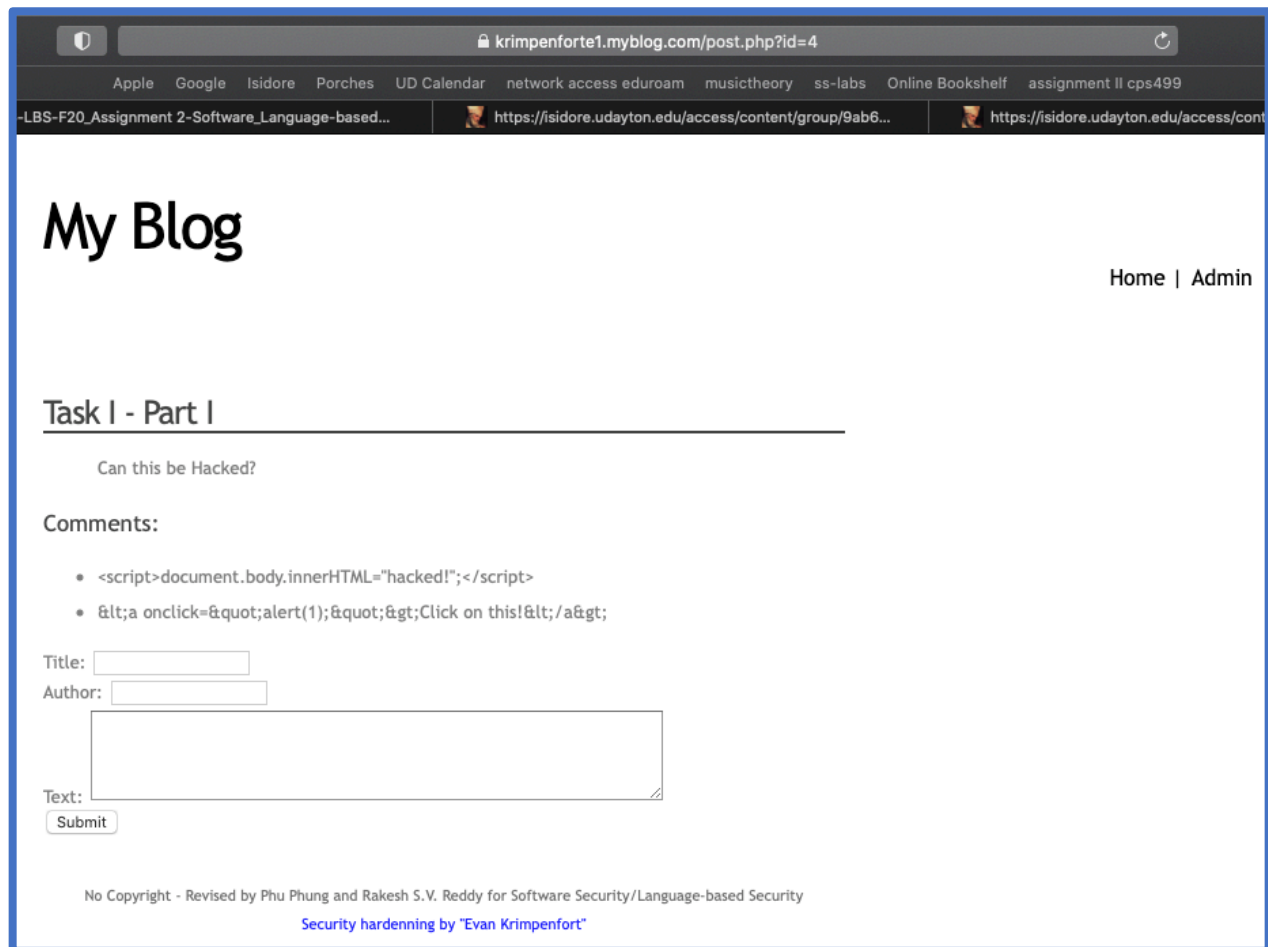 krimpenforte1.myblog.com/post.php?id=4
Apple Google Isidore Porches UD Calendar network access eduroam musictheory ss-labs Online Bookshelf assignment II cps499
-LBS-F20_Assignment 2-Software_Language-based... https://isidore.udayton.edu/access/content/group/9ab6... https://isidore.udayton.edu/access/cont
My Blog
Home | Admin
Task I - Part I
Can this be Hacked?
Comments:
• <script>document.body.innerHTML="hacked!";</script>
• &lt;a onclick=&quot;alert(1);&quot;&gt;Click on this!&lt;/a&gt;
Title:
Author:
Text:
Submit
No Copyright - Revised by Phu Phung and Rakesh S.V. Reddy for Software Security/Language-based Security
Security hardenning by "Evan Krimpenfort"